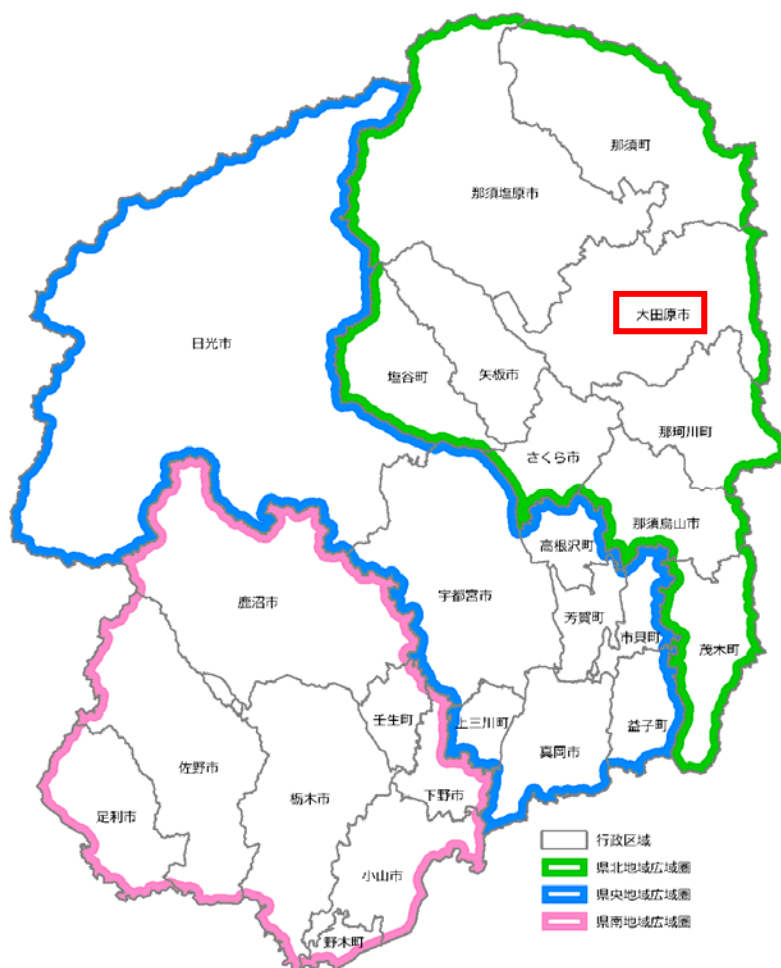 那須町
那須塩原市
大田原市
日光市
塩谷町
矢板市
那珂川町
さくら市
那須烏山市
高根沢町
鹿沼市
宇都宮市
芳賀町
市貝町
茂木町
壬生町
上三川町
益子町
真岡市
佐野市
栃木市
下野市
足利市
小山市
野木町
行政区域
県北地域広域圏
県央地域広域圏
県南地域広域圏